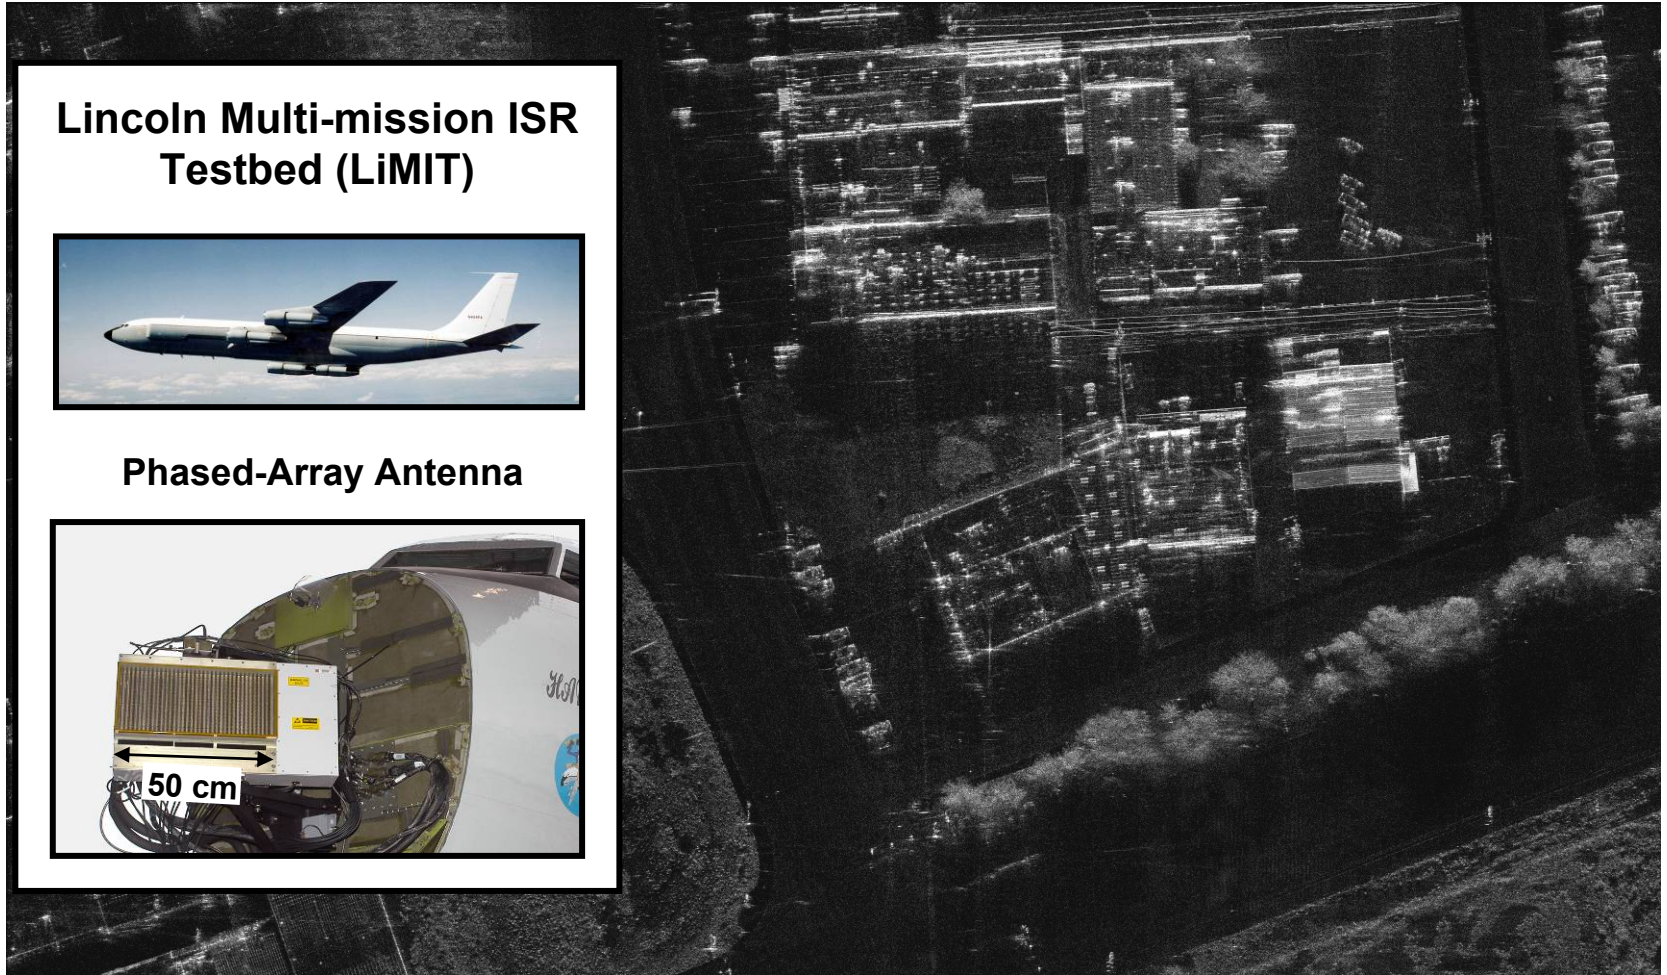 Lincoln Multi-mission ISR
Testbed (LiMIT)
Phased-Array Antenna
50 cm